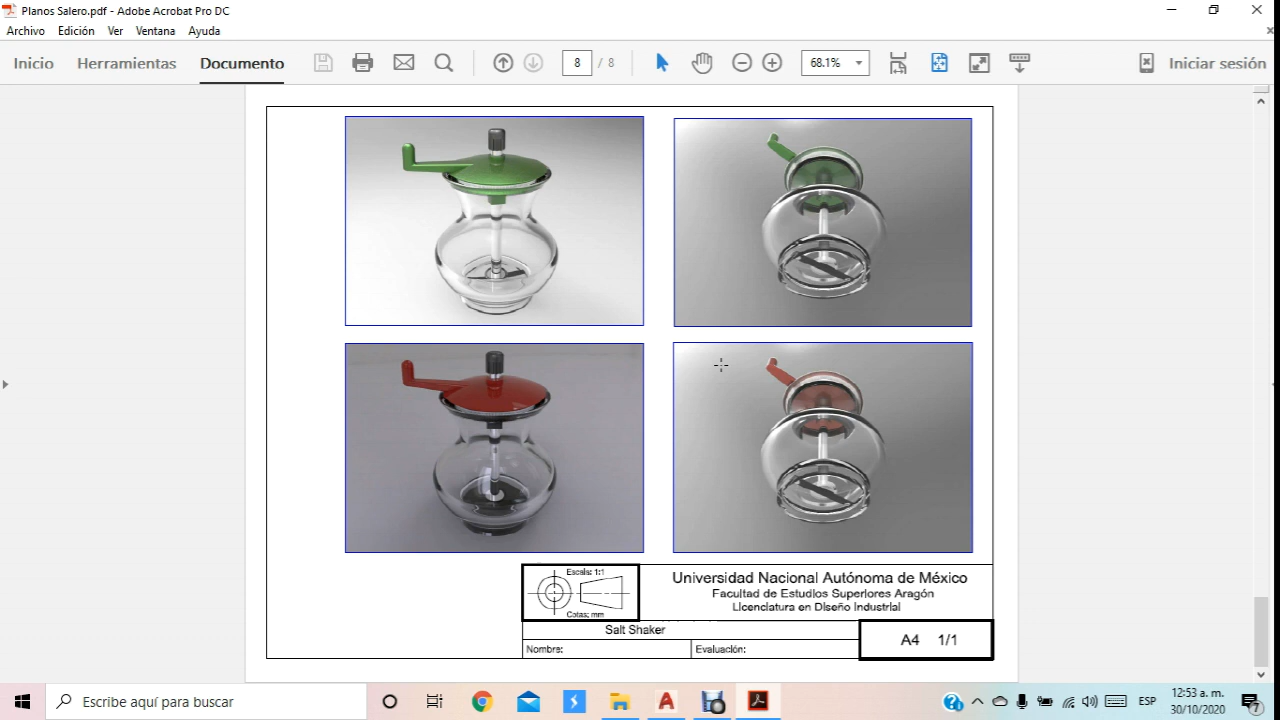 Planos Salero.pdf - Adobe Acrobat Pro DC
Archivo Edición Ver Ventana Ayuda
Inicio Herramientas Documento 8 / 8 68.1% Iniciar sesión
Escala: 1:1
Cotas: mm
Universidad Nacional Autónoma de México
Facultad de Estudios Superiores Aragón
Licenciatura en Diseño Industrial
Salt Shaker
A4 1/1
Nombre: Evaluación:
Escribe aquí para buscar
ESP
12:53 a. m.
30/10/2020
7